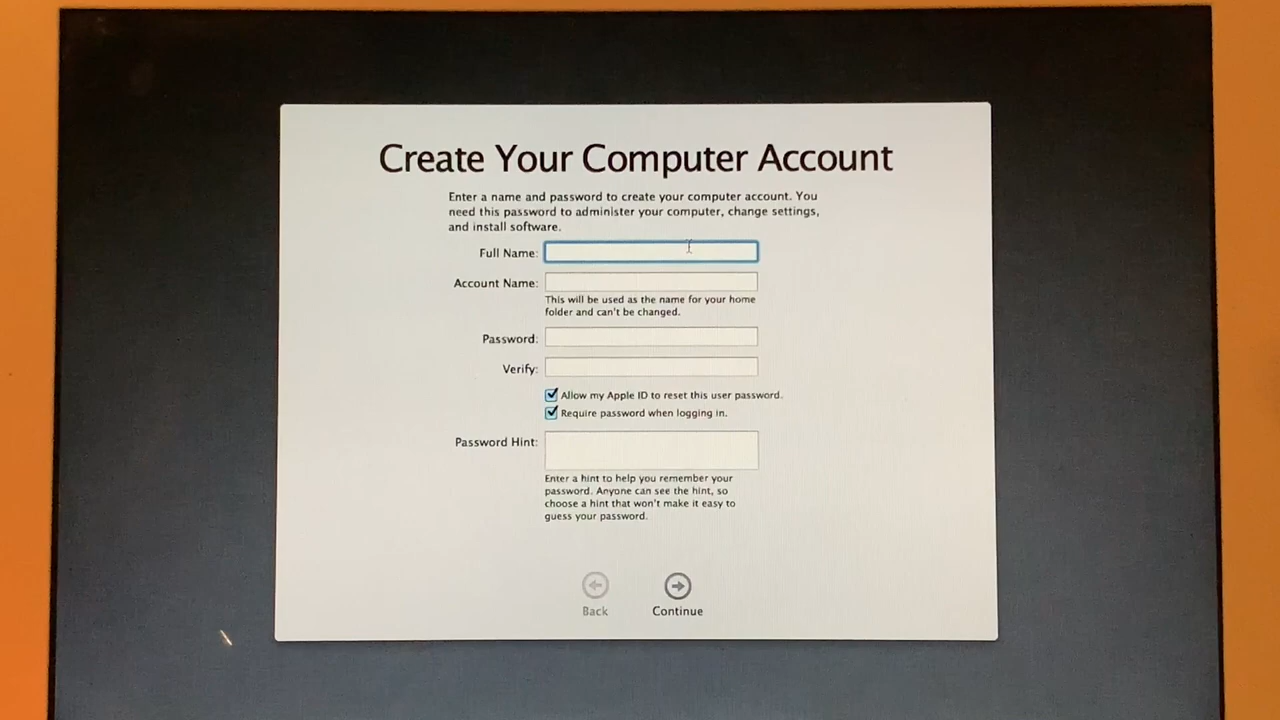 Create Your Computer Account
Enter a name and password to create your computer account. You
need this password to administer your computer, change settings,
and install software.
Full Name:
Account Name:
This will be used as the name for your home
folder and can't be changed.
Password:
Verify:
Allow my Apple ID to reset this user password.
Require password when logging in.
Password Hint:
Enter a hint to help you remember your
password. Anyone can see the hint, so
choose a hint that won't make it easy to
guess your password.
Back
Continue